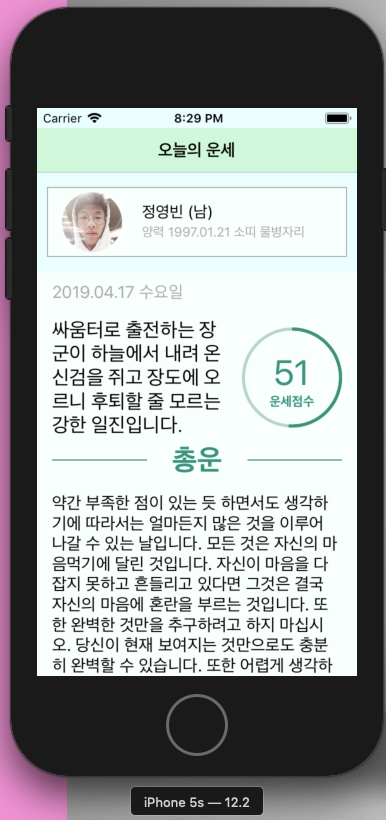 Carrier 8:29 PM
오늘의 운세
정영빈 (남)
양력 1997.01.21 소띠 물병자리
2019.04.17 수요일
싸움터로 출전하는 장
군이 하늘에서 내려 온
신검을 쥐고 장도에 오
르니 후퇴할 줄 모르는
강한 일진입니다.
51
운세점수
총운
약간 부족한 점이 있는 듯 하면서도 생각하
기에 따라서는 얼마든지 많은 것을 이루어
나갈 수 있는 날입니다. 모든 것은 자신의 마
음먹기에 달린 것입니다. 자신이 마음을 다
잡지 못하고 흔들리고 있다면 그것은 결국
자신의 마음에 혼란을 부르는 것입니다. 또
한 완벽한 것만을 추구하려고 하지 마십시
오. 당신이 현재 보여지는 것만으로도 충분
히 완벽할 수 있습니다. 또한 어렵게 생각하
iPhone 5s — 12.2